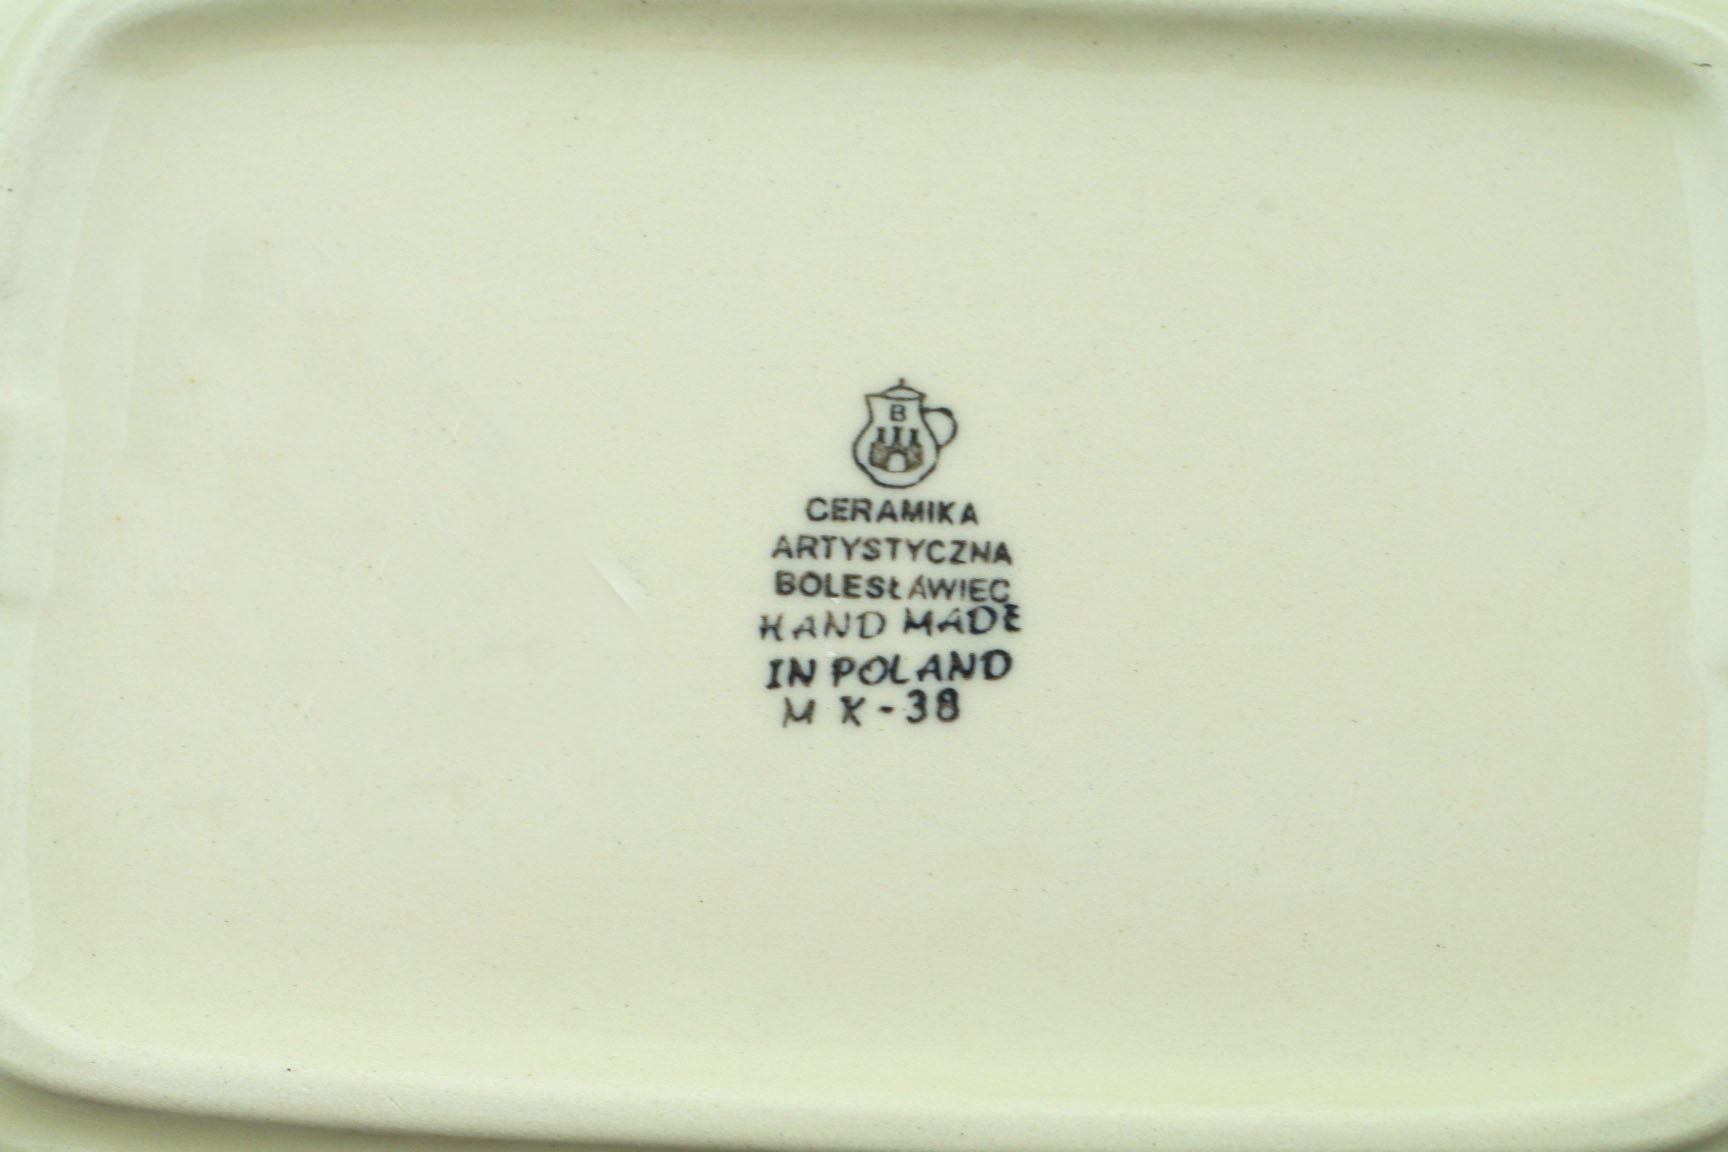 B
CERAMIKA
ARTYSTYCZNA
BOLESŁAWIEC
HAND MADE
IN POLAND
M X-38